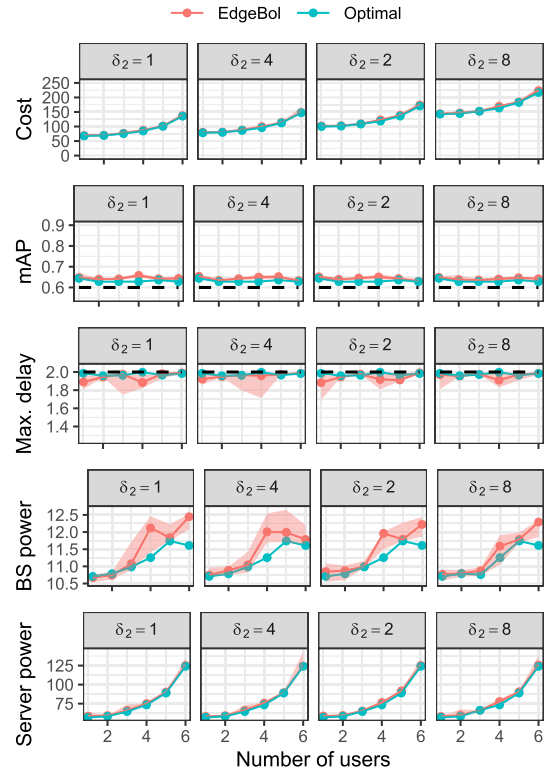 EdgeBol Optimal
δ2 = 1 δ2 = 4 δ2 = 2 δ2 = 8
Cost
250
200
150
100
50
0
δ2 = 1 δ2 = 4 δ2 = 2 δ2 = 8
mAP
0.9
0.8
0.7
0.6
δ2 = 1 δ2 = 4 δ2 = 2 δ2 = 8
Max. delay
2.0
1.8
1.6
1.4
δ2 = 1 δ2 = 4 δ2 = 2 δ2 = 8
BS power
12.5
12.0
11.5
11.0
10.5
δ2 = 1 δ2 = 4 δ2 = 2 δ2 = 8
Server power
125
100
75
2 4 6 2 4 6 2 4 6 2 4 6
Number of users